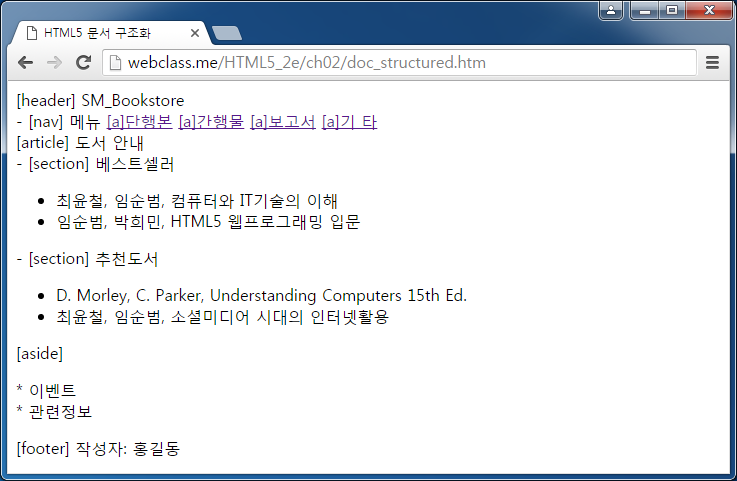 HTML5 문서 구조화
webclass.me/HTML5_2e/ch02/doc_structured.htm
[header] SM_Bookstore
- [nav] 메뉴 [a]단행본 [a]간행물 [a]보고서 [a]기 타
[article] 도서 안내
- [section] 베스트셀러
• 최윤철, 임순범, 컴퓨터와 IT기술의 이해
• 임순범, 박희민, HTML5 웹프로그래밍 입문
- [section] 추천도서
• D. Morley, C. Parker, Understanding Computers 15th Ed.
• 최윤철, 임순범, 소셜미디어 시대의 인터넷활용
[aside]
* 이벤트
* 관련정보
[footer] 작성자: 홍길동